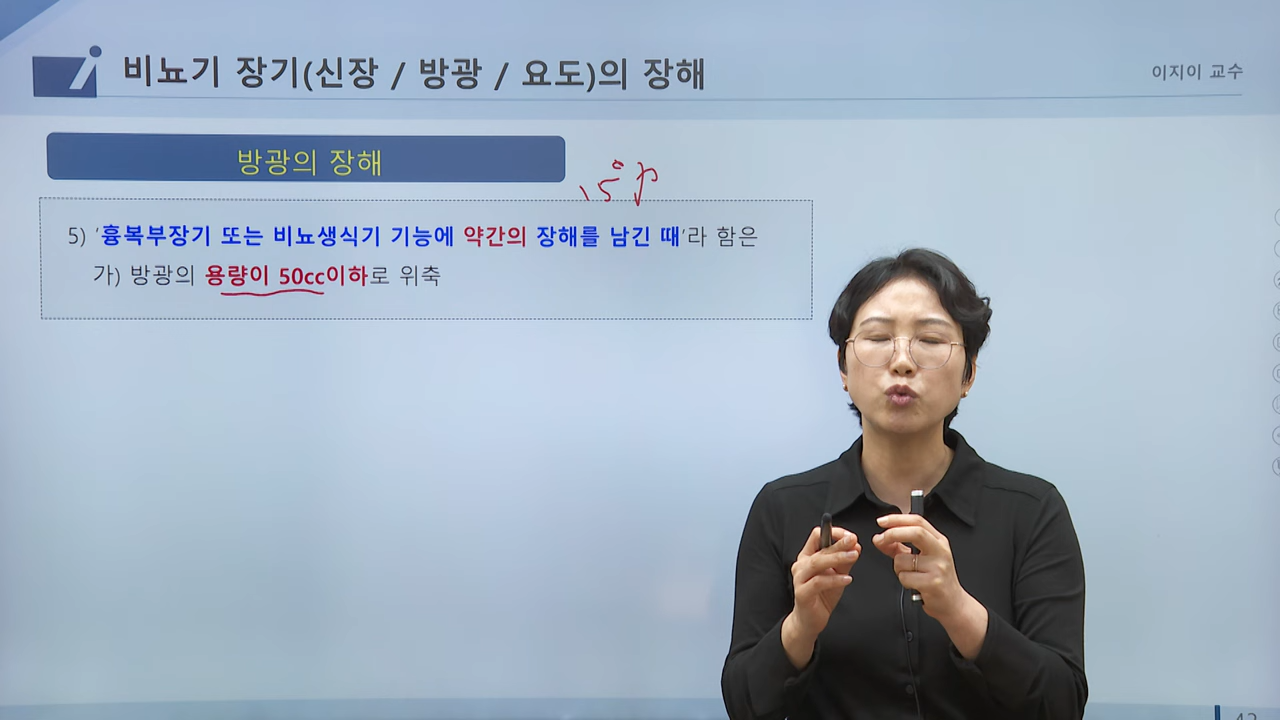 비뇨기 장기(신장 / 방광 / 요도)의 장해
이지이 교수
방광의 장해
5) '흉복부장기 또는 비뇨생식기 기능에 약간의 장해를 남긴 때'라 함은
가) 방광의 용량이 50cc이하로 위축